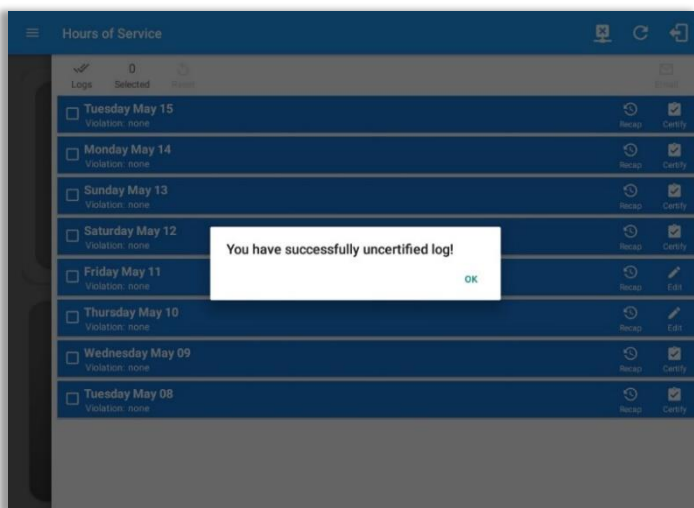 Hours of Service
0
Logs Selected Reset
Email
Tuesday May 15
Violation: none
Recap Certify
Monday May 14
Violation: none
Recap Certify
Sunday May 13
Violation: none
Recap Certify
Saturday May 12
Violation: none
Recap Certify
You have successfully uncertified log!
OK
Friday May 11
Violation: none
Recap Edit
Thursday May 10
Violation: none
Recap Edit
Wednesday May 09
Violation: none
Recap Certify
Tuesday May 08
Violation: none
Recap Certify